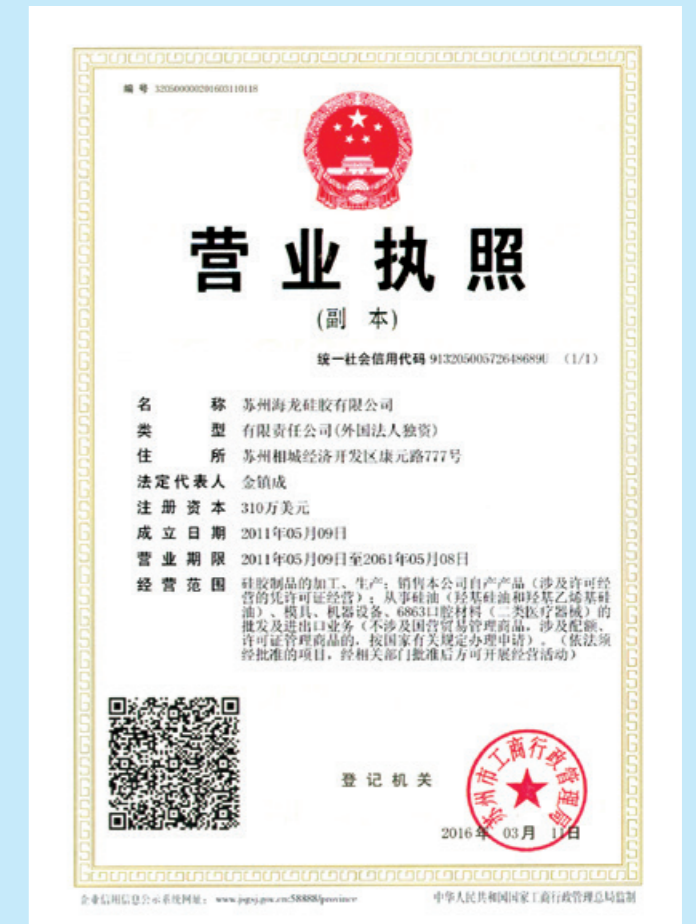 编 号 320500000201603110118
营业执照
(副 本)
统一社会信用代码 91320500572648689U （1/1）
名 称 苏州海龙硅胶有限公司
类 型 有限责任公司(外国法人独资)
住 所 苏州相城经济开发区康元路777号
法定代表人 金镇成
注 册 资 本 310万美元
成 立 日 期 2011年05月09日
营 业 期 限 2011年05月09日至2061年05月08日
经 营 范 围 硅胶制品的加工、生产；销售本公司自产产品（涉及许可经
营的凭许可证经营）；从事硅油（羟基硅油和羟基乙烯基硅
油）、模具、机器设备、6863口腔材料（二类医疗器械）的
批发及进出口业务（不涉及国营贸易管理商品，涉及配额、
许可证管理商品的，按国家有关规定办理申请）。（依法须
经批准的项目，经相关部门批准后方可开展经营活动）
登 记 机 关
苏州市工商行政管理局
2016年 03月 11日
企业信用信息公示系统网址： www.jsgsj.gov.cn:58888/province
中华人民共和国国家工商行政管理总局监制